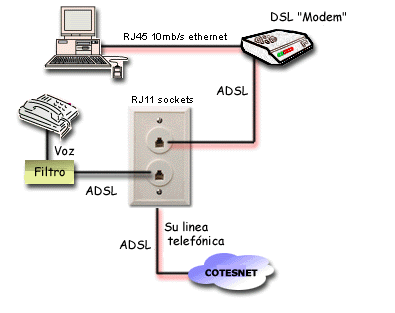 DSL "Modem"
RJ45 10mb/s ethernet
ADSL
RJ11 sockets
Voz
Filtro
ADSL
Su linea
telefónica
ADSL
COTESNET